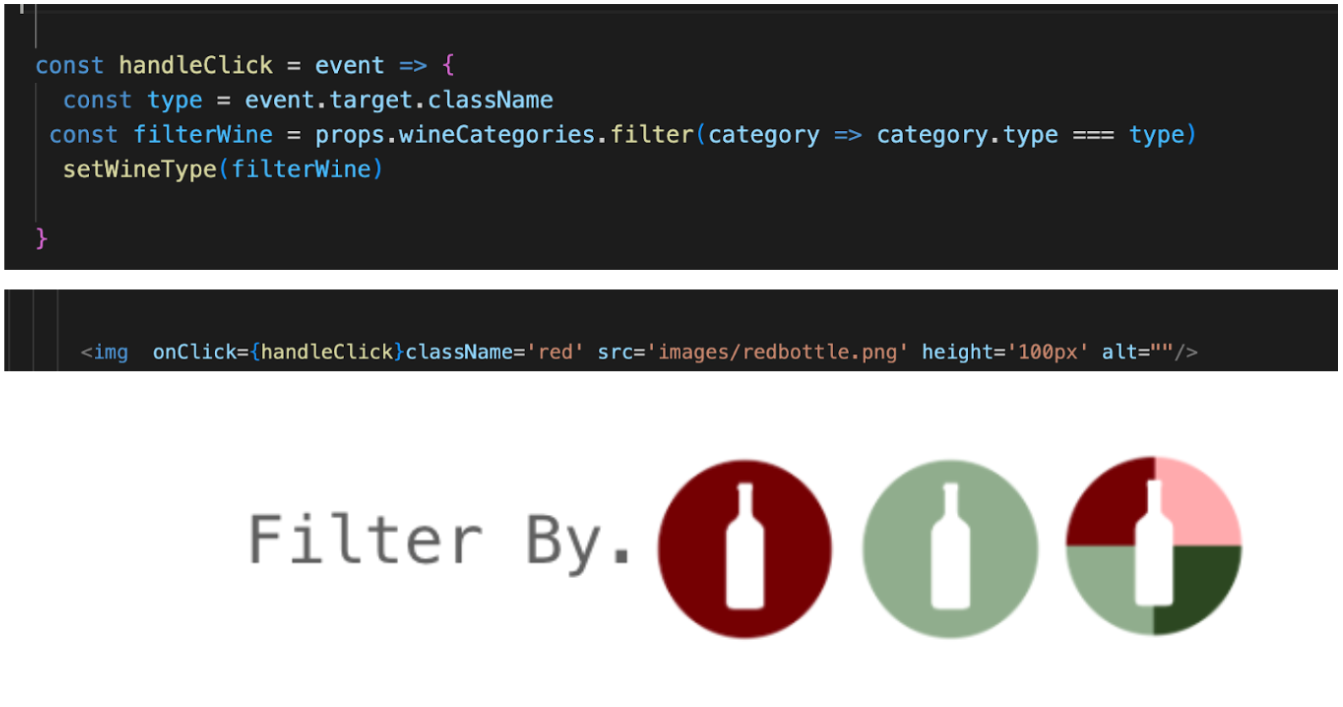 const handleClick = event => {
const type = event.target.className
const filterWine = props.wineCategories.filter(category => category.type === type)
setWineType(filterWine)
}
<img  onClick={handleClick}className='red' src='images/redbottle.png' height='100px' alt=""/>
Filter By.